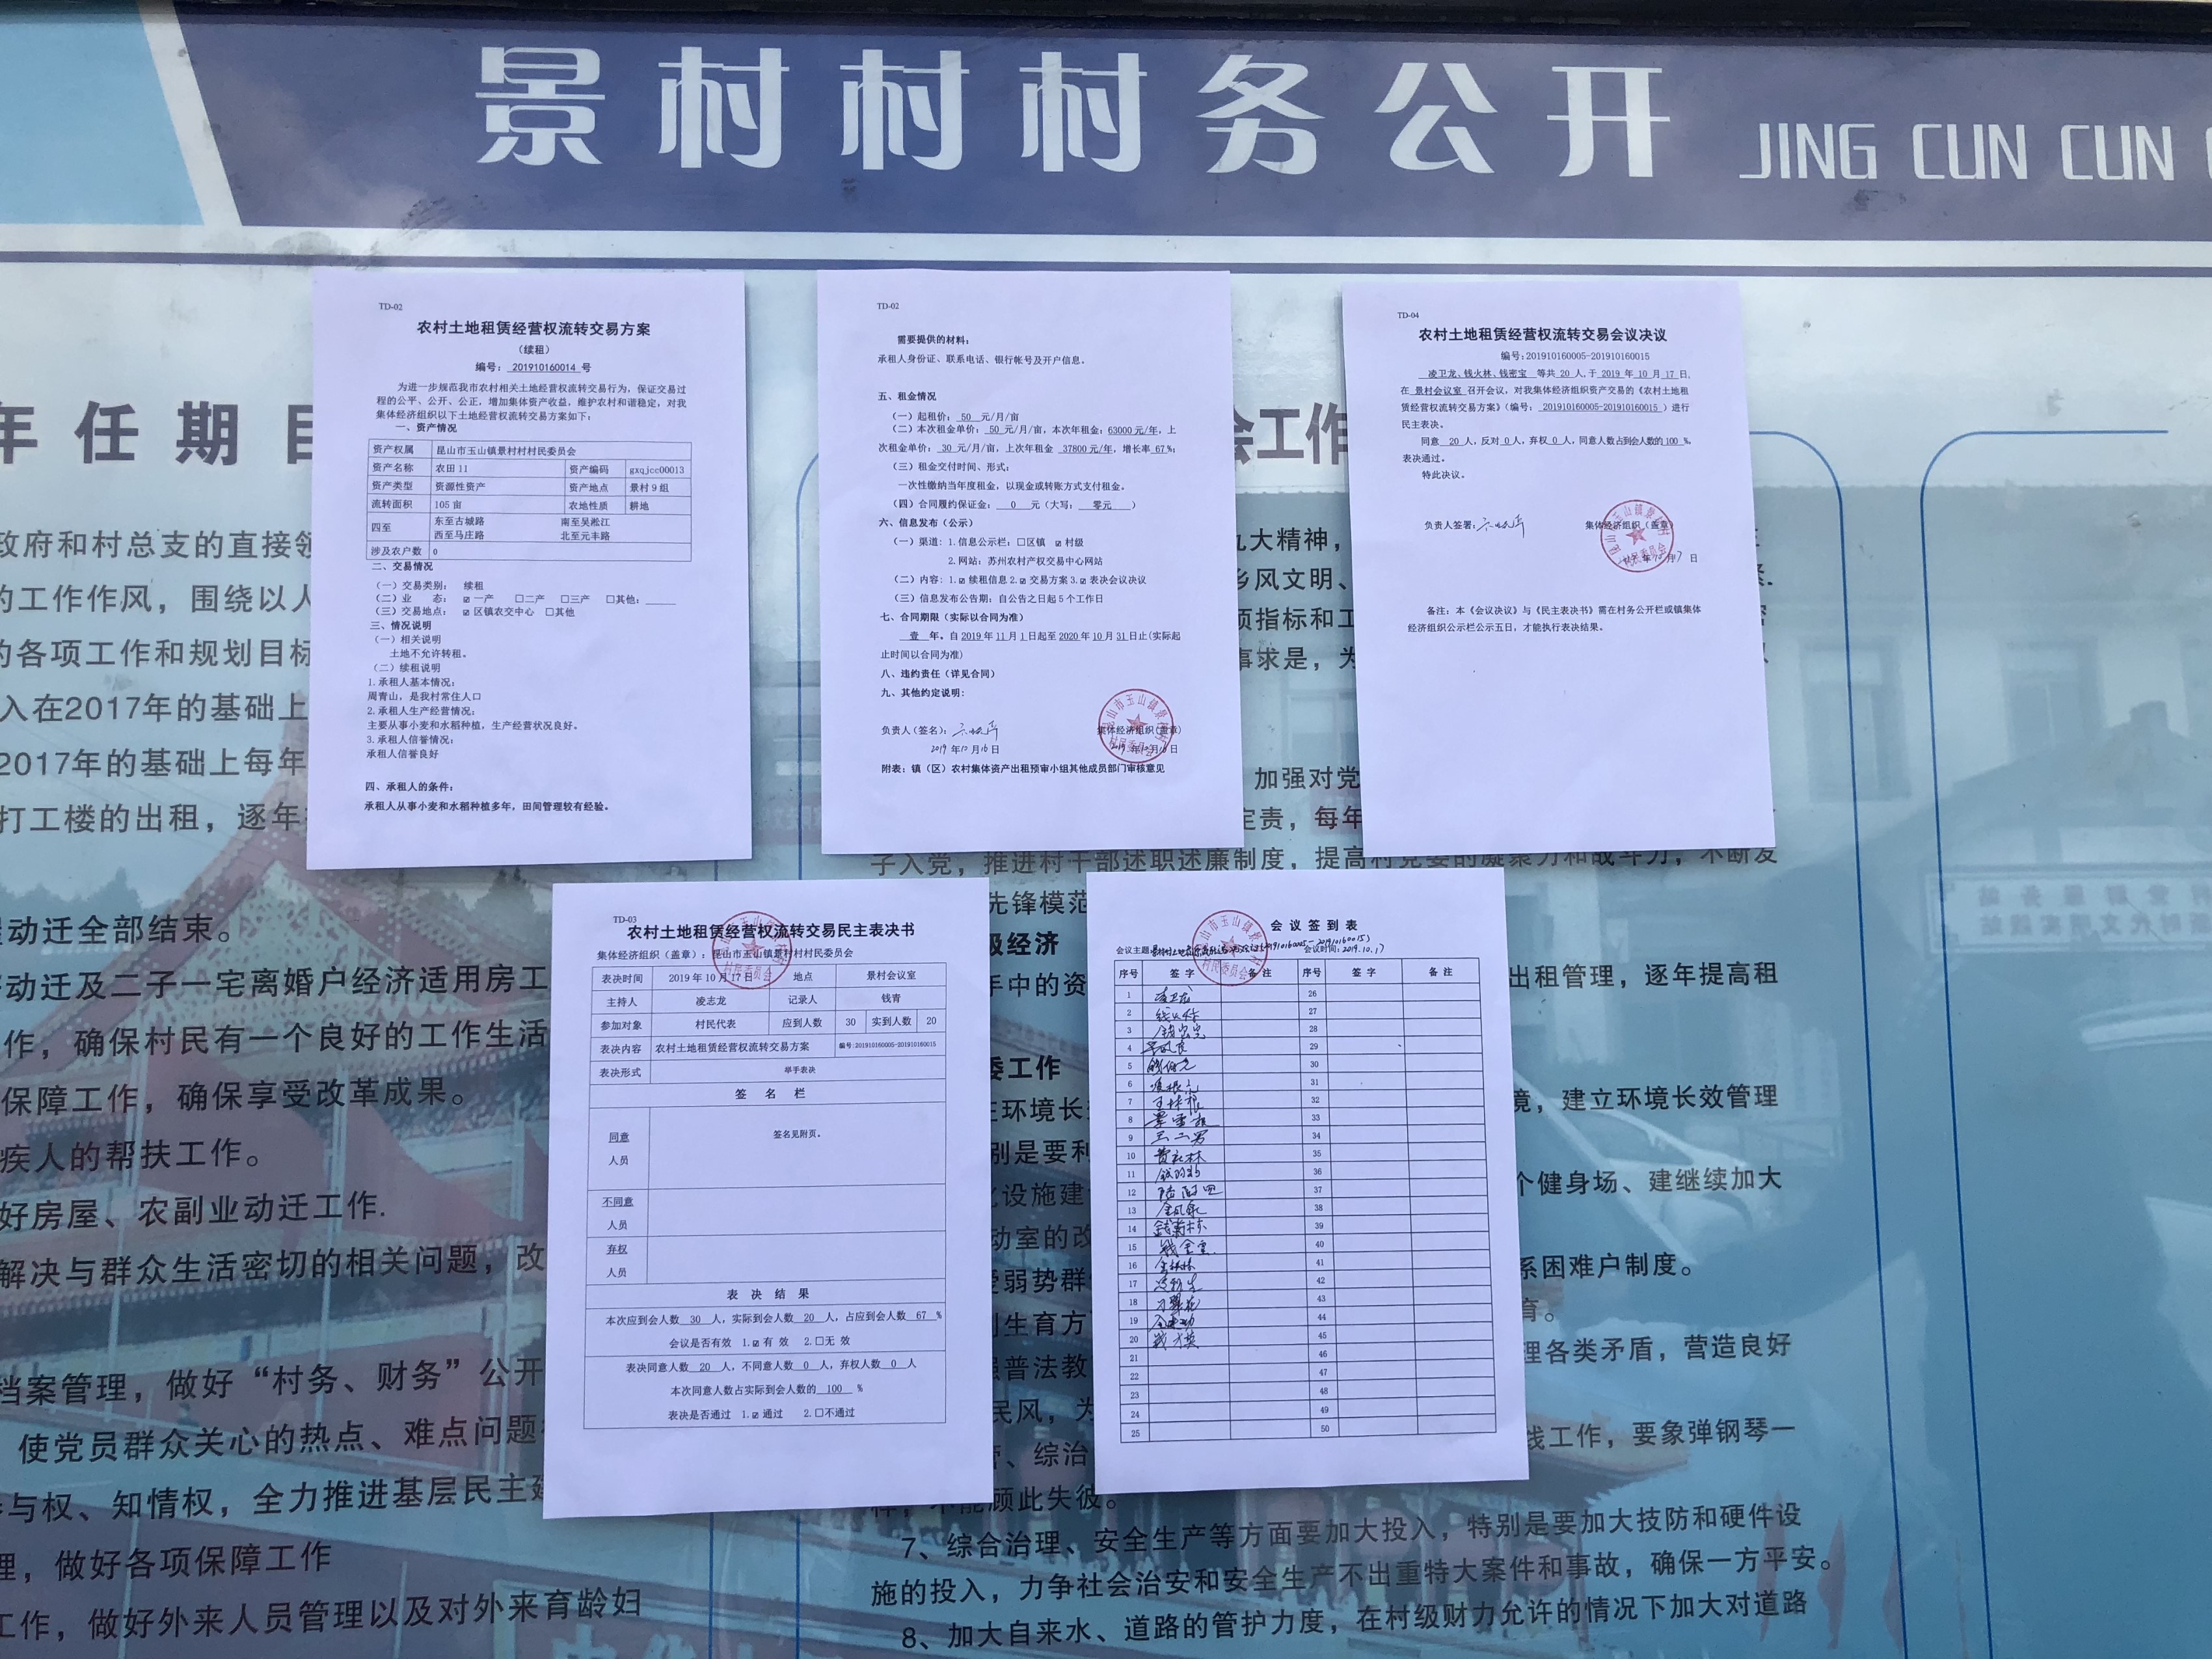 景村村务公开 JING CUN CUN
TD-02
农村土地租赁经营权流转交易方案
（续租）
编号：201910160014 号
为进一步规范我市农村相关土地经营权流转交易行为，保证交易过
程的公平、公开、公正，增加集体资产收益，维护农村和谐稳定，对我
集体经济组织以下土地经营权流转交易方案如下：
一、资产情况
资产权属 昆山市玉山镇景村村村民委员会
资产名称 农田11 资产编码 gxqjcc00013
资产类型 资源性资产 资产地点 景村9组
流转面积 105 亩 农地性质 耕地
四至 东至古城路 南至吴淞江
西至马庄路 北至元丰路
涉及农户数 0
二、交易情况
（一）交易类别： 续租
（二）业 态： ☑一产 □二产 □三产 □其他：
（三）交易地点： ☑区镇农交中心 □其他
三、情况说明
（一）相关说明
土地不允许转租。
（二）续租说明
1.承租人基本情况：
周青山，是我村常住人口
2.承租人生产经营情况：
主要从事小麦和水稻种植，生产经营状况良好。
3.承租人信誉情况：
承租人信誉良好
四、承租人的条件：
承租人从事小麦和水稻种植多年，田间管理较有经验。
TD-02
需要提供的材料：
承租人身份证、联系电话、银行帐号及开户信息。
五、租金情况
（一）起租价： 50 元/月/亩
（二）本次租金单价： 50 元/月/亩，本次年租金：63000 元/年，上
次租金单价： 30 元/月/亩，上次年租金 37800 元/年，增长率 67 %；
（三）租金交付时间、形式：
一次性缴纳当年度租金，以现金或转账方式支付租金。
（四）合同履约保证金： 0 元（大写： 零元 ）
六、信息发布（公示）
（一）渠道：1.信息公示栏：□区镇 ☑村级
2.网站：苏州农村产权交易中心网站
（二）内容：1.☑续租信息 2.☑交易方案 3.☑表决会议决议
（三）信息发布公告期：自公告之日起 5 个工作日
七、合同期限（实际以合同为准）
壹 年，自 2019 年 11 月 1 日起至 2020 年 10 月 31 日止(实际起
止时间以合同为准)
八、违约责任（详见合同）
九、其他约定说明：
负责人（签名）： 集体经济组织（盖章）
2019 年 10 月 16 日 2019 年 10 月 16 日
附表：镇（区）农村集体资产出租预审小组其他成员部门审核意见
TD-04
农村土地租赁经营权流转交易会议决议
编号：201910160005-201910160015
凌卫龙、钱火林、钱密宝 等共 20 人，于 2019 年 10 月 17 日，
在 景村会议室 召开会议，对我集体经济组织资产交易的《农村土地租
赁经营权流转交易方案》（编号：201910160005-201910160015）进行
民主表决。
同意 20 人，反对 0 人，弃权 0 人，同意人数占到会人数的 100 %。
表决通过。
特此决议。
负责人签署： 集体经济组织（盖章）
年 10 月 17 日
备注：本《会议决议》与《民主表决书》需在村务公开栏或镇集体
经济组织公示栏公示五日，才能执行表决结果。
TD-03
农村土地租赁经营权流转交易民主表决书
集体经济组织（盖章）：昆山市玉山镇景村村村民委员会
表决时间 2019 年 10 月 17 日 地点 景村会议室
主持人 凌志龙 记录人 钱青
参加对象 村民代表 应到人数 30 实到人数 20
表决内容 农村土地租赁经营权流转交易方案 编号：201910160005-201910160015
表决形式 举手表决
签 名 栏
同意
人员
签名见附页。
不同意
人员
弃权
人员
表 决 结 果
本次应到会人数 30 人，实际到会人数 20 人，占应到会人数 67 %
会议是否有效 1.☑有 效 2.□无 效
表决同意人数 20 人，不同意人数 0 人，弃权人数 0 人
本次同意人数占实际到会人数的 100 %
表决是否通过 1.☑通过 2.□不通过
会 议 签 到 表
会议主题： 会议时间：2019.10.17
序号 签 字 备 注 序号 签 字 备 注
1 凌卫龙 26
2 钱火林 27
3 钱密宝 28
4 29
5 30
6 31
7 32
8 33
9 王二男 34
10 35
11 36
12 37
13 38
14 39
15 40
16 41
17 42
18 43
19 44
20 45
21 46
22 47
23 48
24 49
25 50
年任期目
政府和村总支的直接领
的工作作风，围绕以人
的各项工作和规划目标
入在2017年的基础上
2017年的基础上每年
打工楼的出租，逐年
动迁全部结束。
动迁及二子一宅离婚户经济适用房工
作，确保村民有一个良好的工作生活
保障工作，确保享受改革成果。
疾人的帮扶工作。
好房屋、农副业动迁工作.
解决与群众生活密切的相关问题，改
档案管理，做好“村务、财务”公开
使党员群众关心的热点、难点问题
与权、知情权，全力推进基层民主建
理，做好各项保障工作
工作，做好外来人员管理以及对外来育龄妇
会工作
九大精神，
乡风文明、
项指标和工
事求是，为
加强对党
定责，每年
子入党，推进村干部述职述廉制度，提高村党委的凝聚力和战斗力，不断发
先锋模范
级经济
年中的资 出租管理，逐年提高租
委工作
环境长 境，建立环境长效管理
别是要利
化设施建 个健身场、建继续加大
动室的改
爱弱势群 系困难户制度。
生育方 育。
强普法教 理各类矛盾，营造良好
民风，为
、综治 线工作，要象弹钢琴一
样，不能顾此失彼。
7、综合治理、安全生产等方面要加大投入，特别是要加大技防和硬件设
施的投入，力争社会治安和安全生产不出重特大案件和事故，确保一方平安。
8、加大自来水、道路的管护力度，在村级财力允许的情况下加大对道路